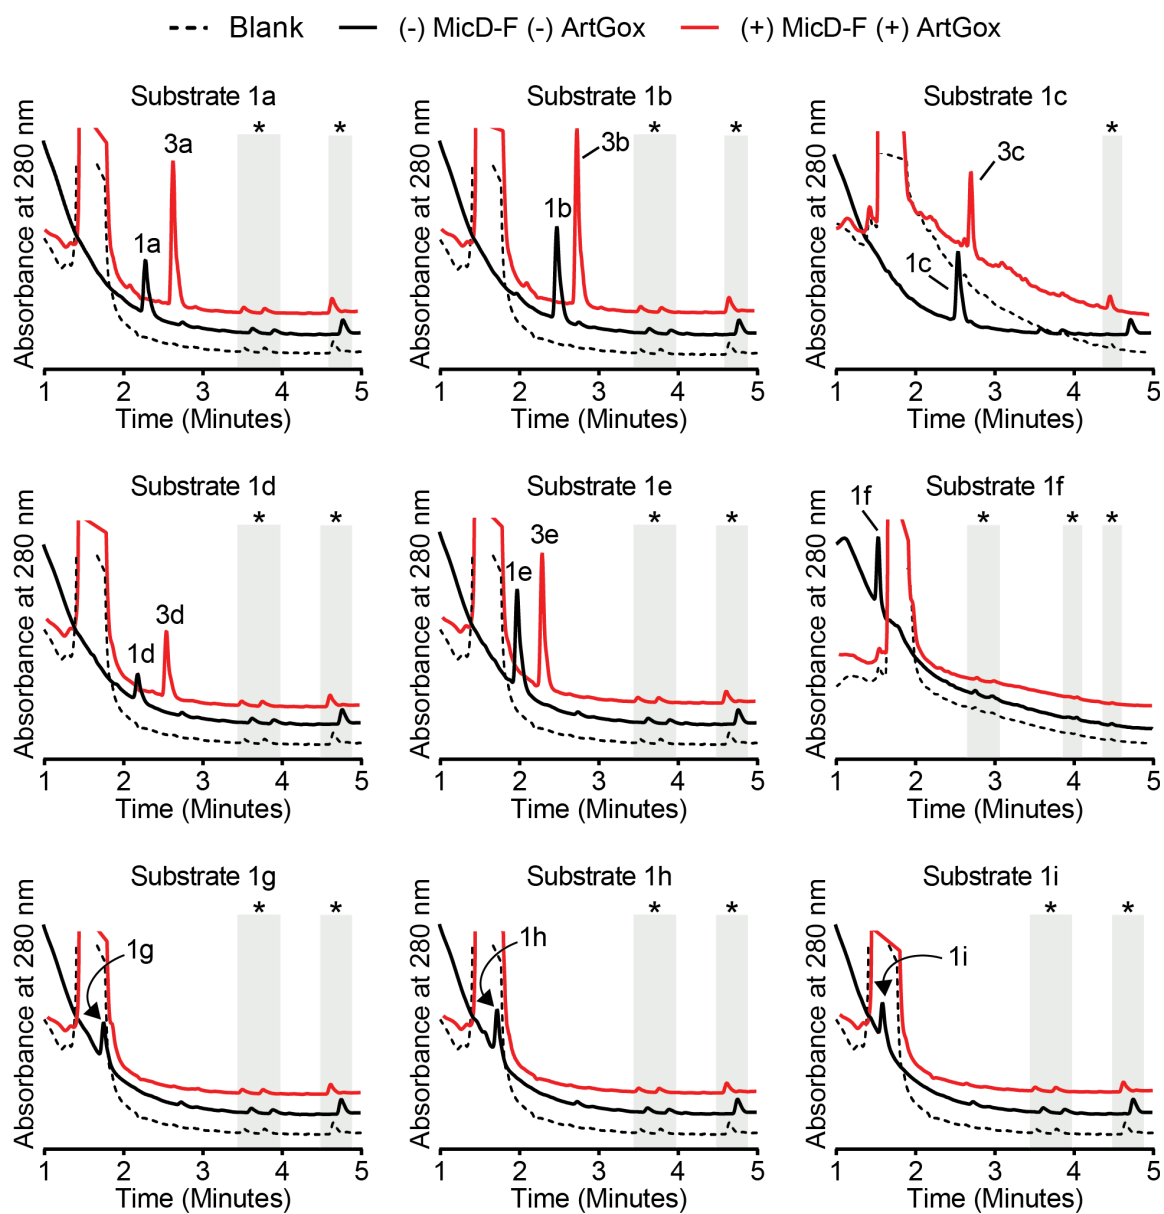 Blank (-) MicD-F (-) ArtGox (+) MicD-F (+) ArtGox
Substrate 1a
* *
3a
1a
Absorbance at 280 nm
1 2 3 4 5
Time (Minutes)
Substrate 1b
* *
3b
1b
Absorbance at 280 nm
1 2 3 4 5
Time (Minutes)
Substrate 1c
*
3c
1c
Absorbance at 280 nm
1 2 3 4 5
Time (Minutes)
Substrate 1d
* *
3d
1d
Absorbance at 280 nm
1 2 3 4 5
Time (Minutes)
Substrate 1e
* *
3e
1e
Absorbance at 280 nm
1 2 3 4 5
Time (Minutes)
Substrate 1f
1f
* * *
Absorbance at 280 nm
1 2 3 4 5
Time (Minutes)
Substrate 1g
* *
1g
Absorbance at 280 nm
1 2 3 4 5
Time (Minutes)
Substrate 1h
* *
1h
Absorbance at 280 nm
1 2 3 4 5
Time (Minutes)
Substrate 1i
* *
1i
Absorbance at 280 nm
1 2 3 4 5
Time (Minutes)